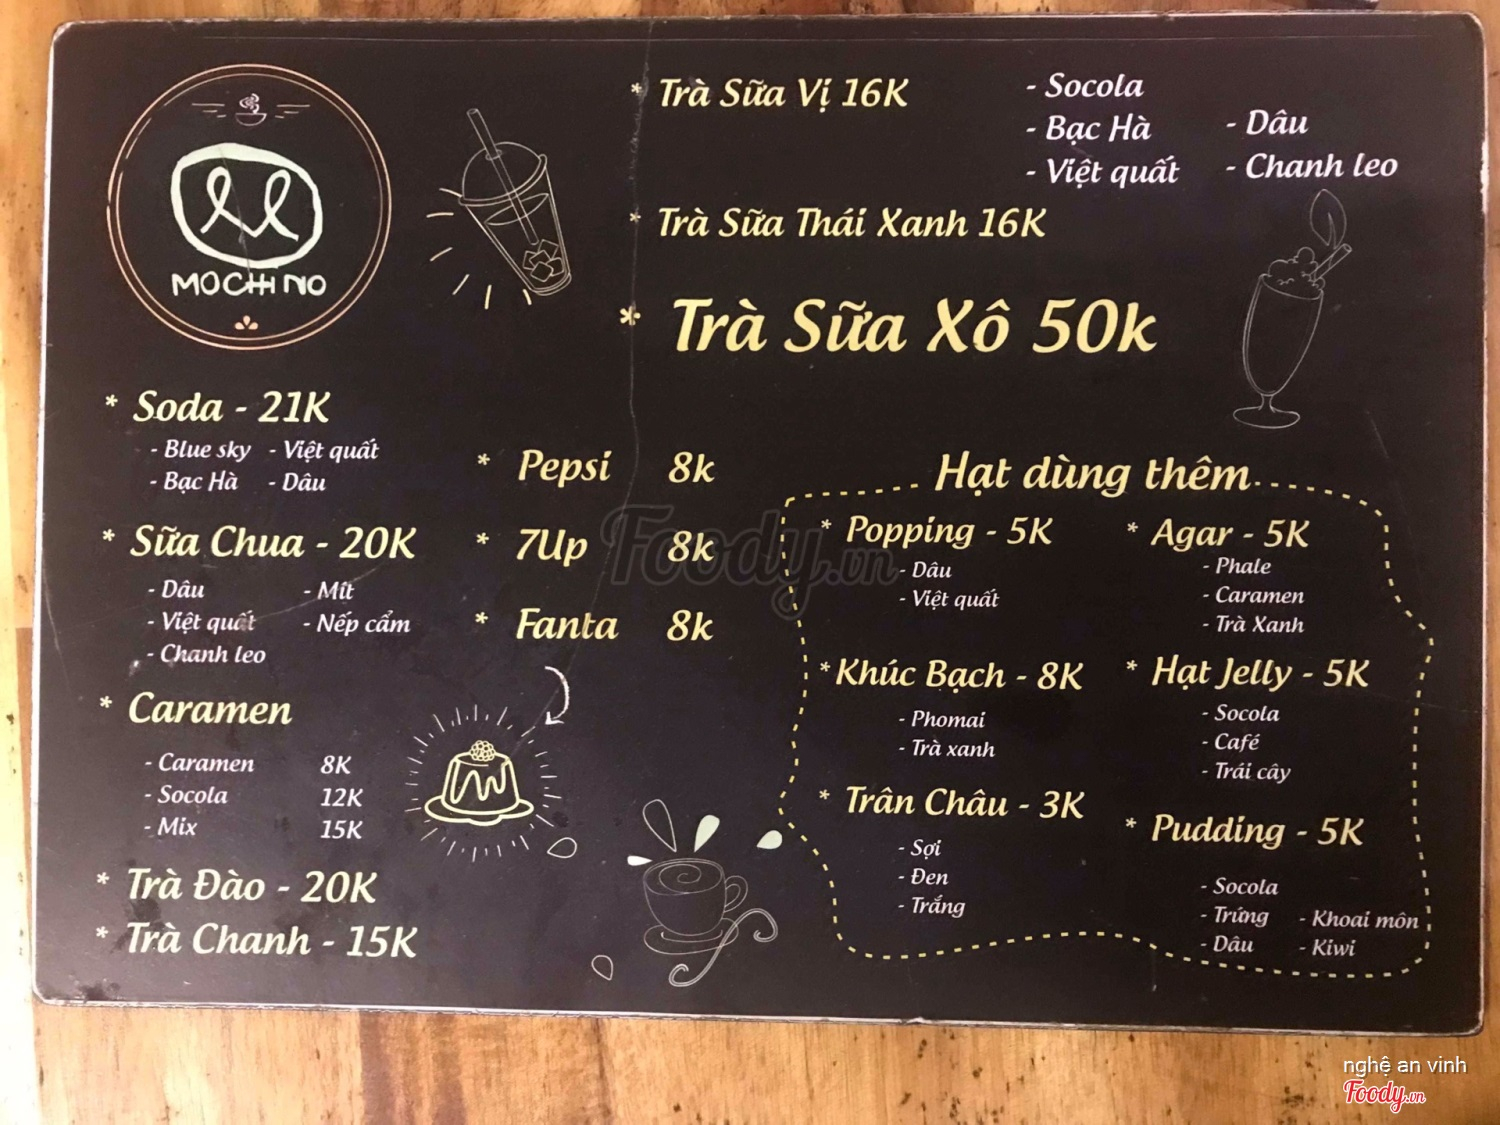 MOCHINO
* Trà Sữa Vị 16K
- Socola
- Bạc Hà
- Việt quất
- Dâu
- Chanh leo
* Trà Sữa Thái Xanh 16K
* Trà Sữa Xô 50k
* Soda - 21K
- Blue sky - Việt quất
- Bạc Hà - Dâu
* Sữa Chua - 20K
- Dâu - Mít
- Việt quất - Nếp cẩm
- Chanh leo
* Caramen
- Caramen 8K
- Socola 12K
- Mix 15K
* Trà Đào - 20K
* Trà Chanh - 15K
* Pepsi 8k
* 7Up 8k
* Fanta 8k
Hạt dùng thêm
* Popping - 5K
- Dâu
- Việt quất
* Khúc Bạch - 8K
- Phomai
- Trà xanh
* Trân Châu - 3K
- Sợi
- Đen
- Trắng
* Agar - 5K
- Phale
- Caramen
- Trà Xanh
* Hạt Jelly - 5K
- Socola
- Café
- Trái cây
* Pudding - 5K
- Socola
- Trứng - Khoai môn
- Dâu - Kiwi
Foody.vn
nghệ an vinh
Foody.vn